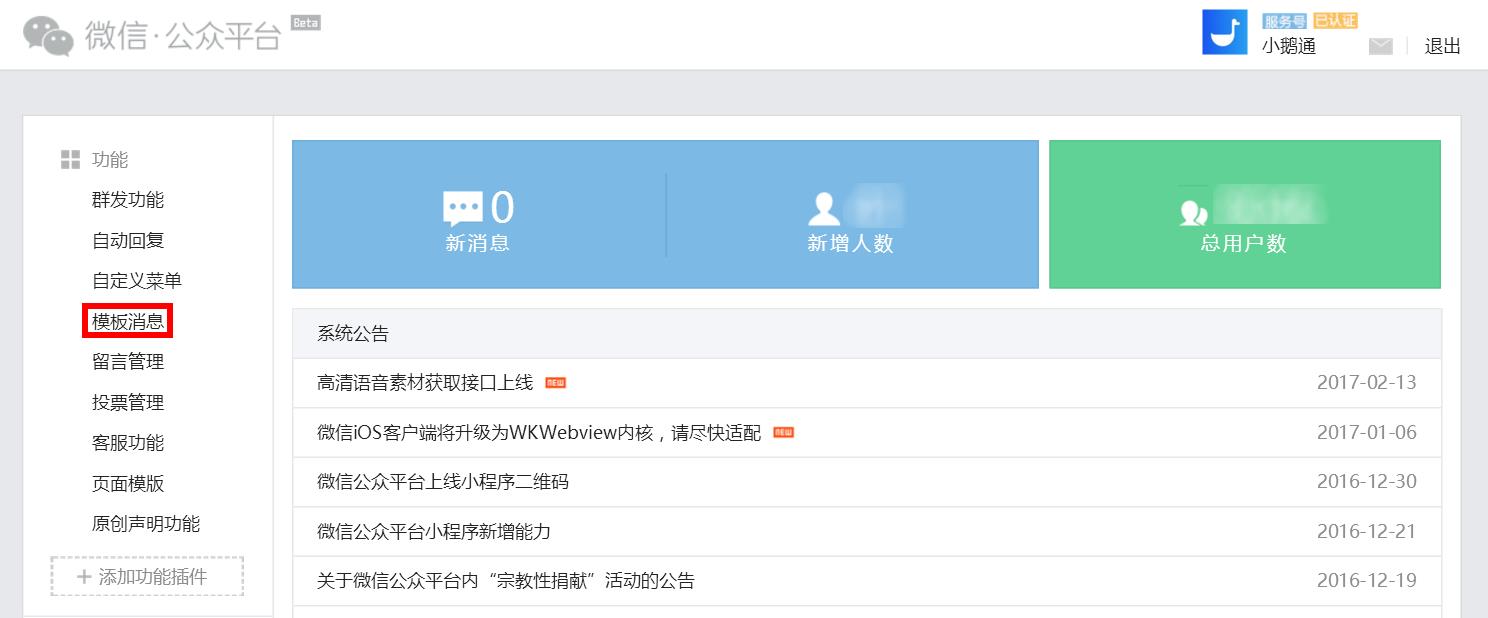 微信·公众平台 Beta
服务号 已认证
小鹅通
退出
功能
群发功能
自动回复
自定义菜单
模板消息
留言管理
投票管理
客服功能
页面模版
原创声明功能
+ 添加功能插件
0
新消息
新增人数
总用户数
系统公告
高清语音素材获取接口上线 NEW 2017-02-13
微信iOS客户端将升级为WKWebview内核，请尽快适配 NEW 2017-01-06
微信公众平台上线小程序二维码 2016-12-30
微信公众平台小程序新增能力 2016-12-21
关于微信公众平台内“宗教性捐献”活动的公告 2016-12-19